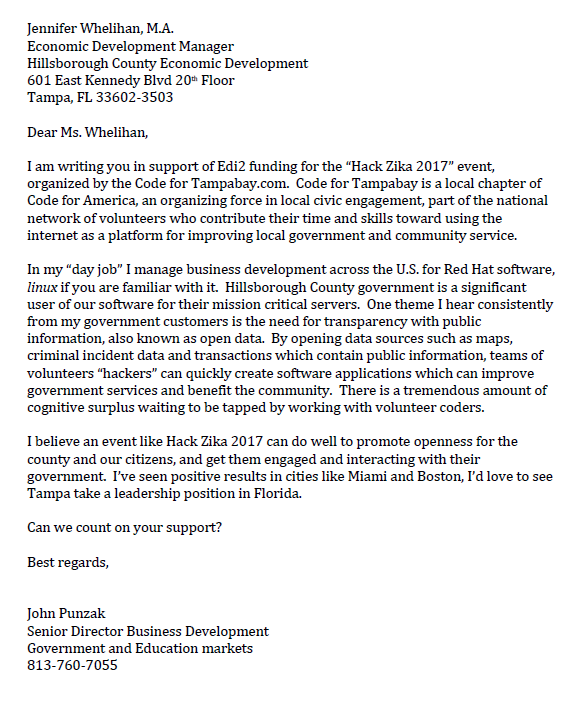 Jennifer Whelihan, M.A.
Economic Development Manager
Hillsborough County Economic Development
601 East Kennedy Blvd 20th Floor
Tampa, FL 33602-3503
Dear Ms. Whelihan,
I am writing you in support of Edi2 funding for the “Hack Zika 2017” event,
organized by the Code for Tampabay.com.  Code for Tampabay is a local chapter of
Code for America, an organizing force in local civic engagement, part of the national
network of volunteers who contribute their time and skills toward using the
internet as a platform for improving local government and community service.
In my “day job” I manage business development across the U.S. for Red Hat software,
linux if you are familiar with it.  Hillsborough County government is a significant
user of our software for their mission critical servers.  One theme I hear consistently
from my government customers is the need for transparency with public
information, also known as open data.  By opening data sources such as maps,
criminal incident data and transactions which contain public information, teams of
volunteers “hackers” can quickly create software applications which can improve
government services and benefit the community.  There is a tremendous amount of
cognitive surplus waiting to be tapped by working with volunteer coders.
I believe an event like Hack Zika 2017 can do well to promote openness for the
county and our citizens, and get them engaged and interacting with their
government.  I’ve seen positive results in cities like Miami and Boston, I’d love to see
Tampa take a leadership position in Florida.
Can we count on your support?
Best regards,
John Punzak
Senior Director Business Development
Government and Education markets
813-760-7055